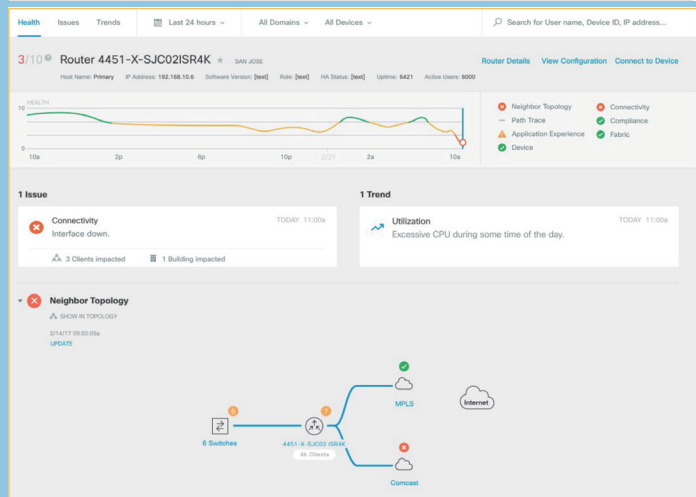 Health Issues Trends Last 24 hours All Domains All Devices Search for User name, Device ID, IP address...
3/10 Router 4451-X-SJC02ISR4K SAN JOSE Router Details View Configuration Connect to Device
Host Name: Primary IP Address: 192.168.10.6 Software Version: [text] Role: [text] HA Status: [text] Uptime: 6421 Active Users: 6000
HEALTH
10
0
10a 2p 6p 10p 2/21 2a 10a
Neighbor Topology Connectivity
Path Trace Compliance
Application Experience Fabric
Device
1 Issue 1 Trend
Connectivity TODAY 11:00a
Interface down.
3 Clients impacted 1 Building impacted
Utilization TODAY 11:00a
Excessive CPU during some time of the day.
Neighbor Topology
SHOW IN TOPOLOGY
2/14/17 09:50:09a
UPDATE
6 7
6 Switches
4451-X-SJC02 ISR4K
4k Clients
MPLS
Internet
Comcast